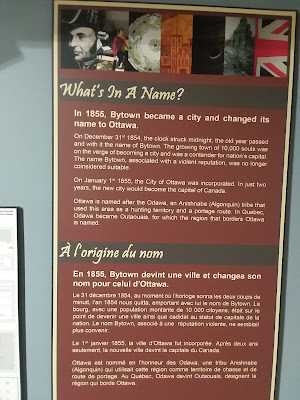 What's In A Name?
In 1855, Bytown became a city and changed its
name to Ottawa.
On December 31st 1854, the clock struck midnight, the old year passed
and with it the name of Bytown. The growing town of 10,000 souls was
on the verge of becoming a city and was a contender for nation's capital.
The name Bytown, associated with a violent reputation, was no longer
considered suitable.
On January 1st 1855, the City of Ottawa was incorporated. In just two
years, the new city would become the capital of Canada.
Ottawa is named after the Odawa, an Anishnabe (Algonquin) tribe that
used this area as a hunting territory and a portage route. In Quebec,
Odawa became Outaouais, for which the region that borders Ottawa
is named.
À l'origine du nom
En 1855, Bytown devint une ville et changea son
nom pour celui d'Ottawa.
Le 31 décembre 1854, au moment où l'horloge sonna les deux coups de
minuit, l'an 1854 nous quitta, emportant avec lui le nom de Bytown. Le
bourg, avec une population montante de 10 000 citoyens, était sur le
point de devenir une ville ainsi que candidat au statut de capitale de la
nation. Le nom Bytown, associé à une réputation violente, ne semblait
plus convenir.
Le 1er janvier 1855, la ville d'Ottawa fut incorporée. Après deux ans
seulement, la nouvelle ville devint la capitale du Canada.
Ottawa est nommé en l'honneur des Odawa, une tribu Anishnabe
(Algonquin) qui utilisait cette région comme territoire de chasse et de
route de portage. Au Québec, Odawa devint Outaouais, désignant la
région qui borde Ottawa.